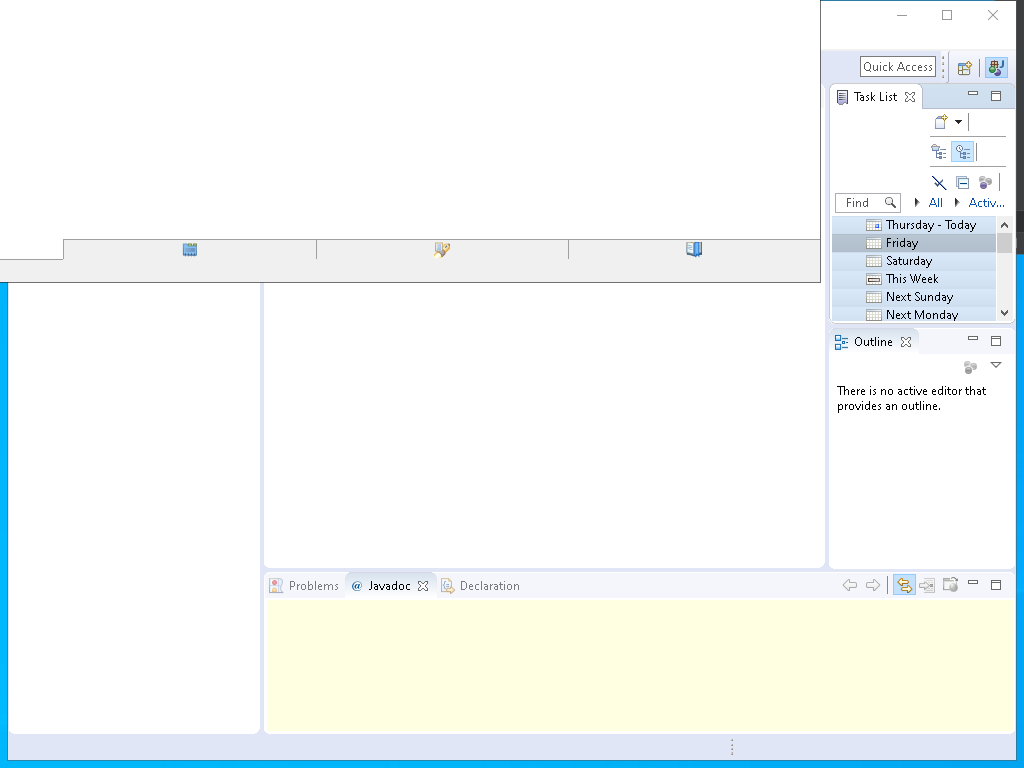 Quick Access
Task List
Find
All
Activ...
Thursday - Today
Friday
Saturday
This Week
Next Sunday
Next Monday
Outline
There is no active editor that
provides an outline.
Problems
@ Javadoc
Declaration